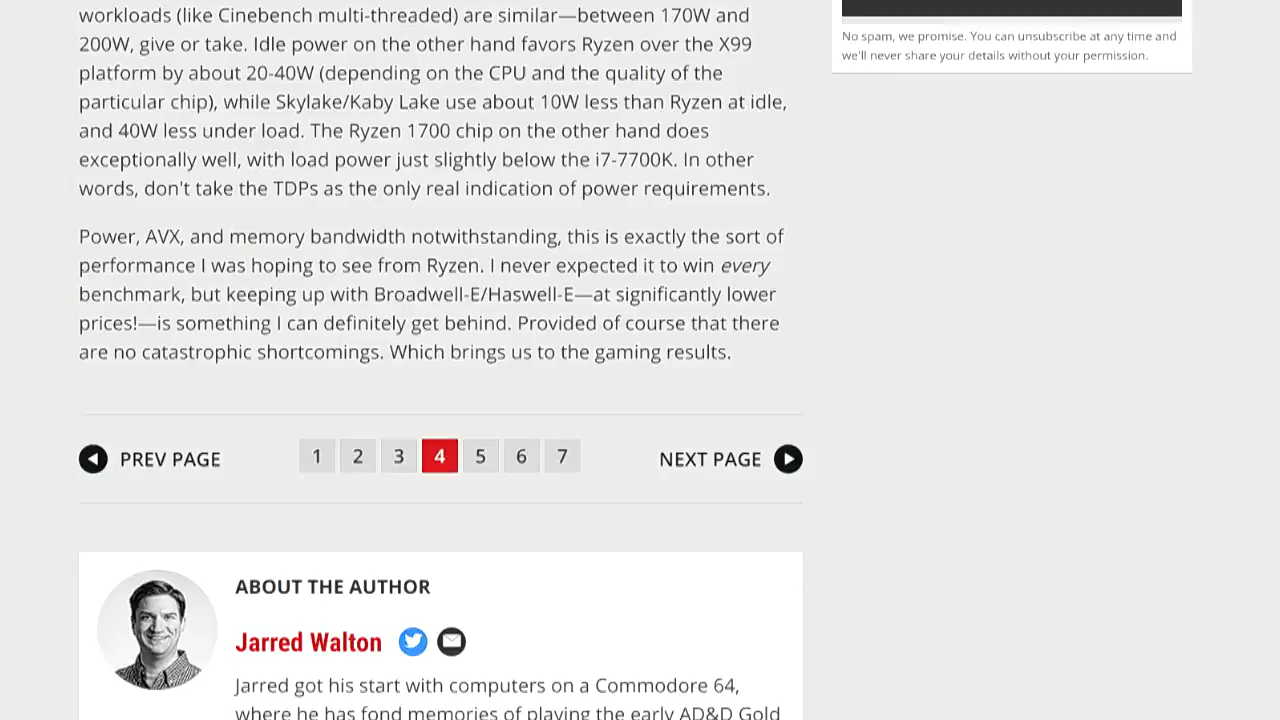 workloads (like Cinebench multi-threaded) are similar—between 170W and
200W, give or take. Idle power on the other hand favors Ryzen over the X99
platform by about 20-40W (depending on the CPU and the quality of the
particular chip), while Skylake/Kaby Lake use about 10W less than Ryzen at idle,
and 40W less under load. The Ryzen 1700 chip on the other hand does
exceptionally well, with load power just slightly below the i7-7700K. In other
words, don't take the TDPs as the only real indication of power requirements.
Power, AVX, and memory bandwidth notwithstanding, this is exactly the sort of
performance I was hoping to see from Ryzen. I never expected it to win every
benchmark, but keeping up with Broadwell-E/Haswell-E—at significantly lower
prices!—is something I can definitely get behind. Provided of course that there
are no catastrophic shortcomings. Which brings us to the gaming results.
PREV PAGE 1 2 3 4 5 6 7 NEXT PAGE
ABOUT THE AUTHOR
Jarred Walton
Jarred got his start with computers on a Commodore 64,
where he has fond memories of playing the early AD&D Gold
No spam, we promise. You can unsubscribe at any time and
we'll never share your details without your permission.